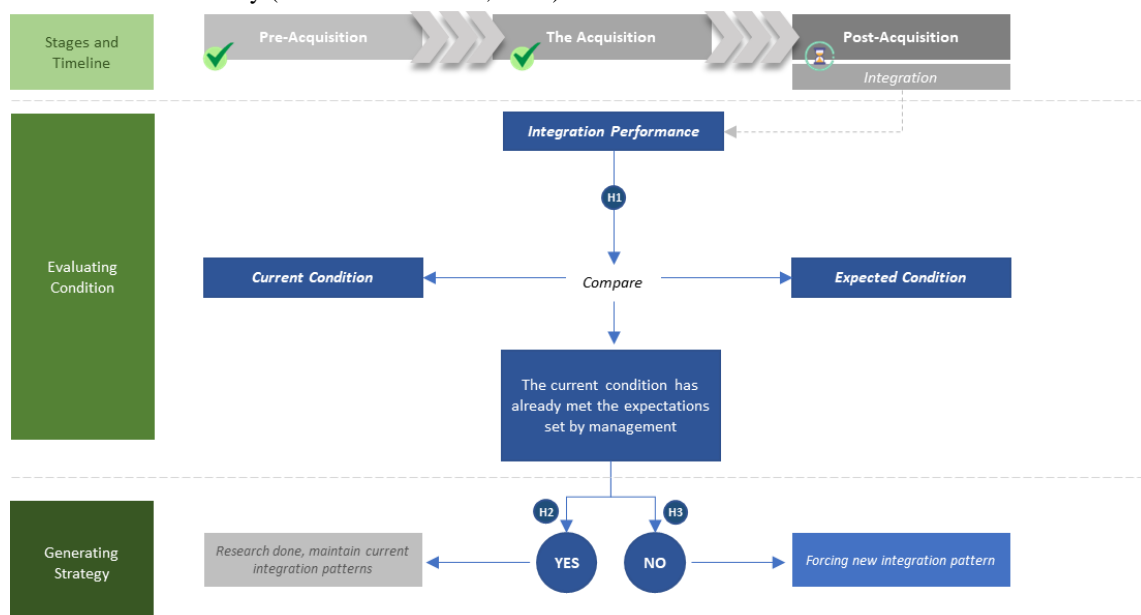 Stages and
Timeline
Pre-Acquisition
The Acquisition
Post-Acquisition
Integration
Integration Performance
H1
Evaluating
Condition
Current Condition
Compare
Expected Condition
The current condition has
already met the expectations
set by management
H2
H3
Generating
Strategy
Research done, maintain current
integration patterns
YES
NO
Forcing new integration pattern